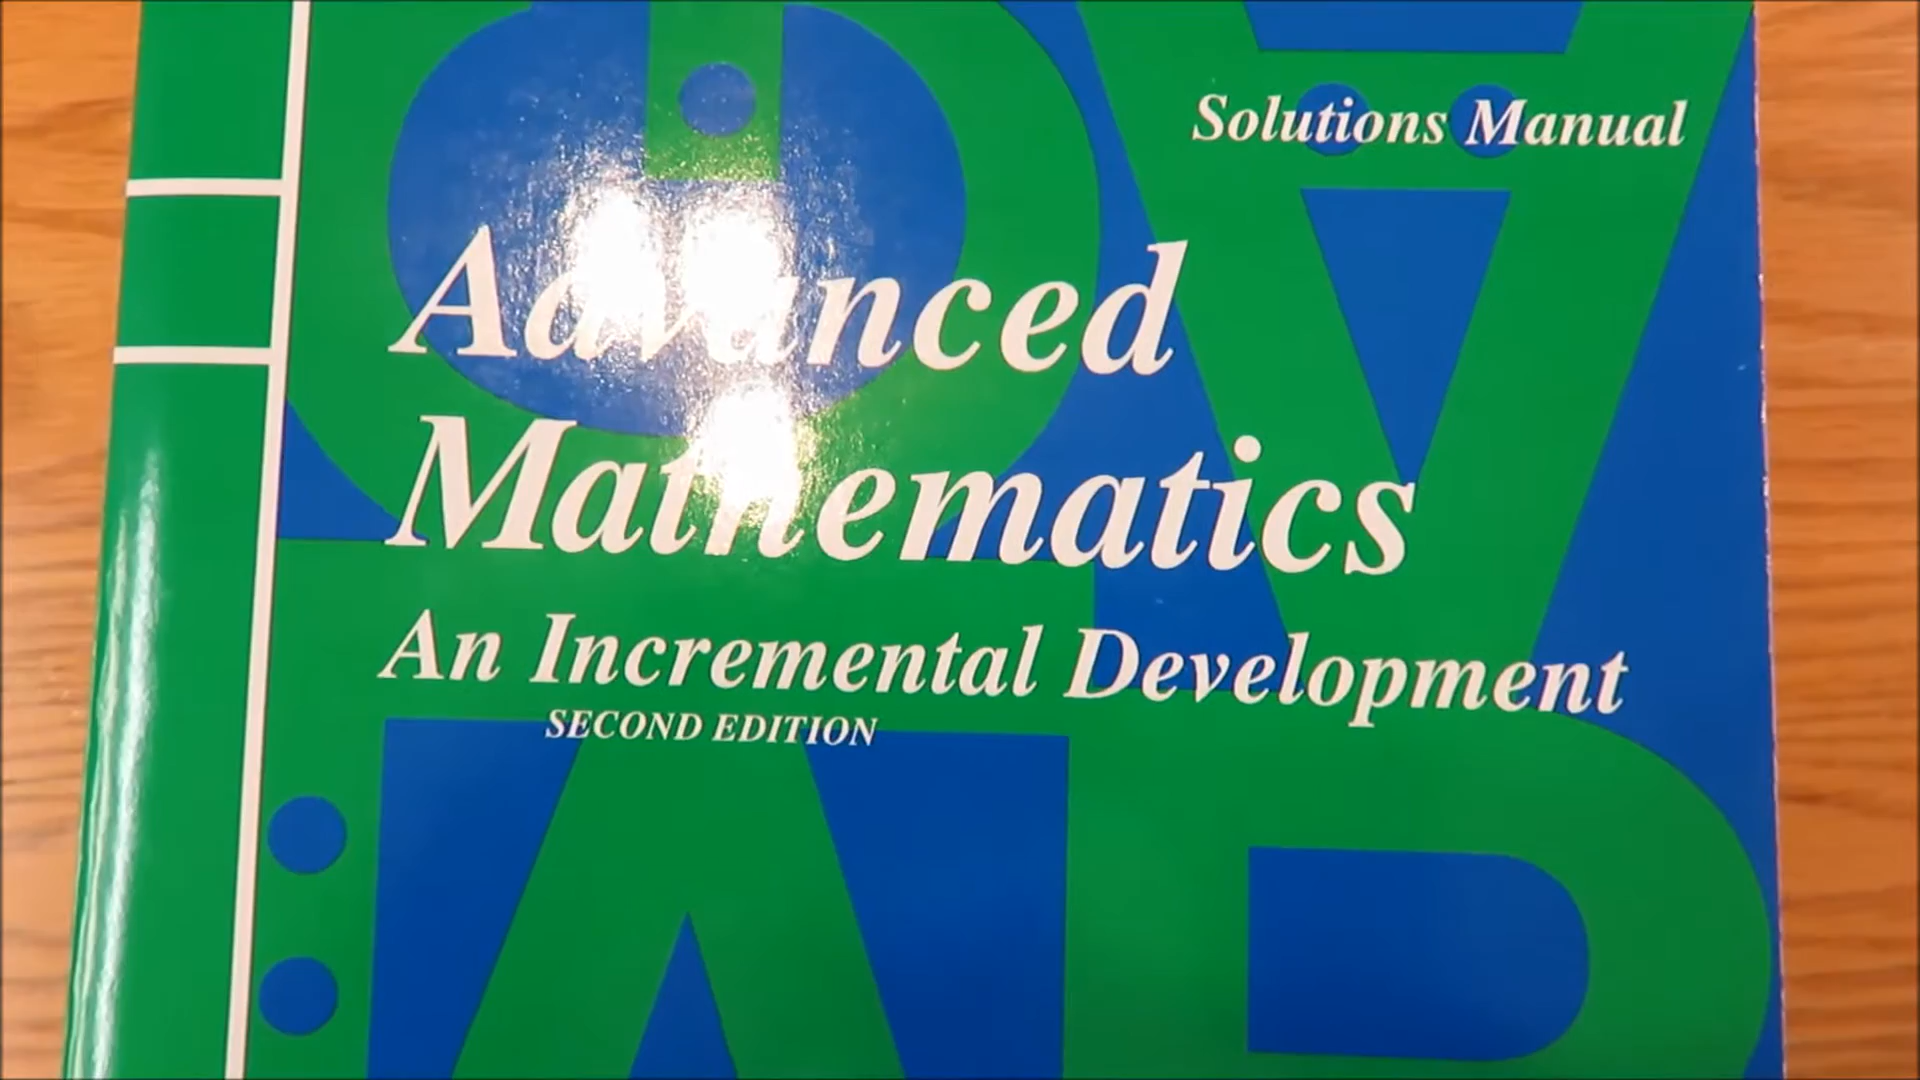 Solutions Manual
Advanced
Mathematics
An Incremental Development
SECOND EDITION